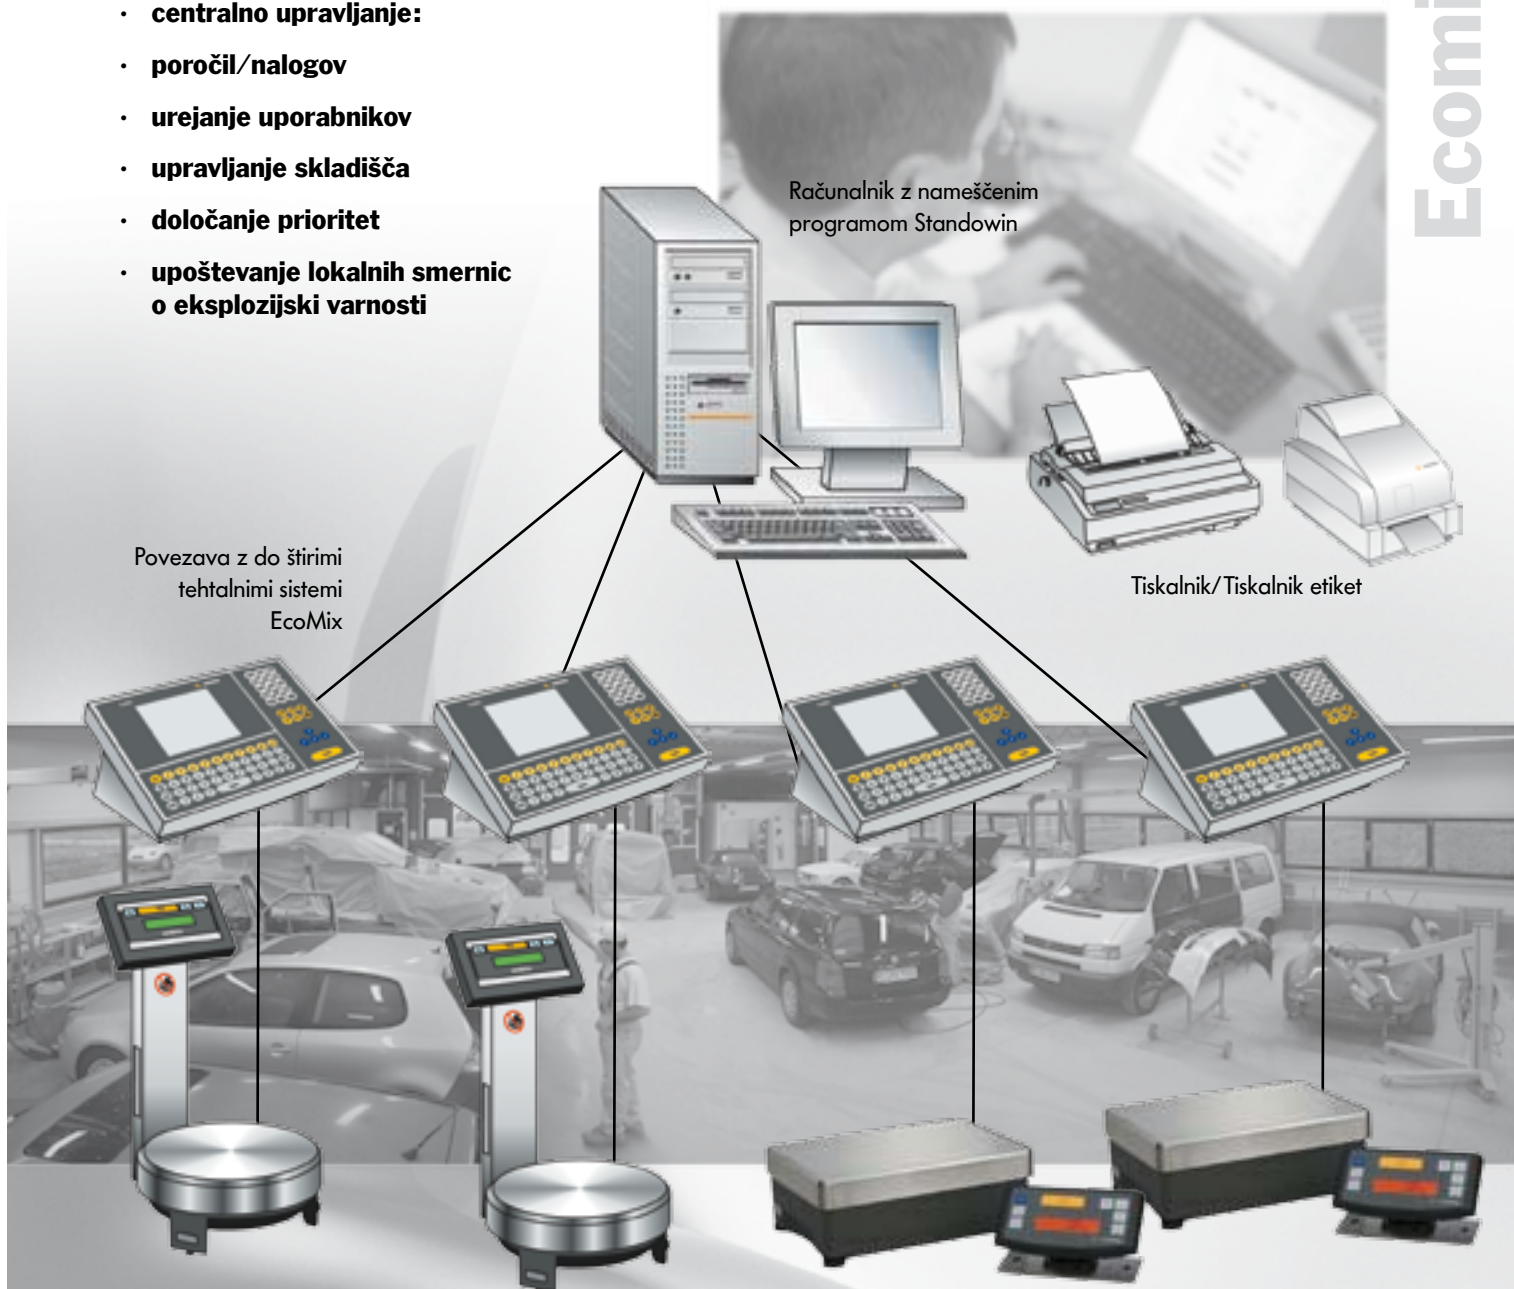 · centralno upravljanje:
· poročil/nalogov
· urejanje uporabnikov
· upravljanje skladišča
· določanje prioritet
· upoštevanje lokalnih smernic
o eksplozijski varnosti
Ecomi
Računalnik z nameščenim
programom Standowin
Povezava z do štirimi
tehtalnimi sistemi
EcoMix
Tiskalnik/Tiskalnik etiket